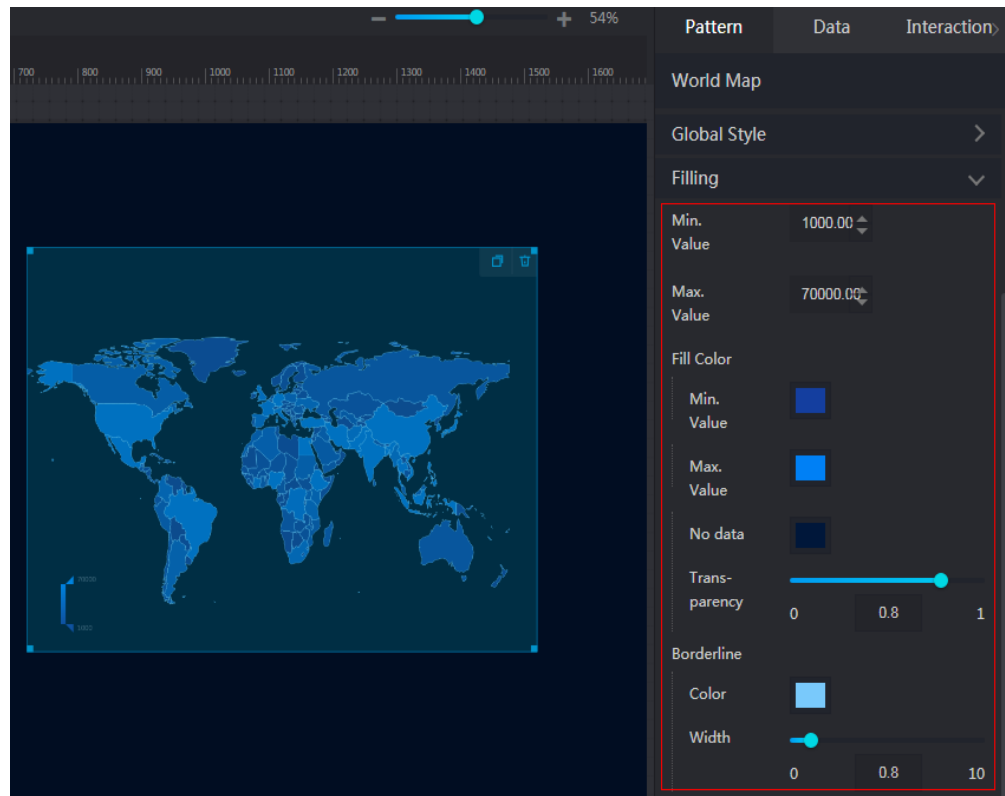 54%
Pattern Data Interaction
700 800 900 1000 1100 1200 1300 1400 1500 1600
World Map
Global Style
Filling
Min.
Value
1000.00
Max.
Value
70000.00
Fill Color
Min.
Value
Max.
Value
No data
Trans-
parency
0 0.8 1
Borderline
Color
Width
0 0.8 10
70000
1000